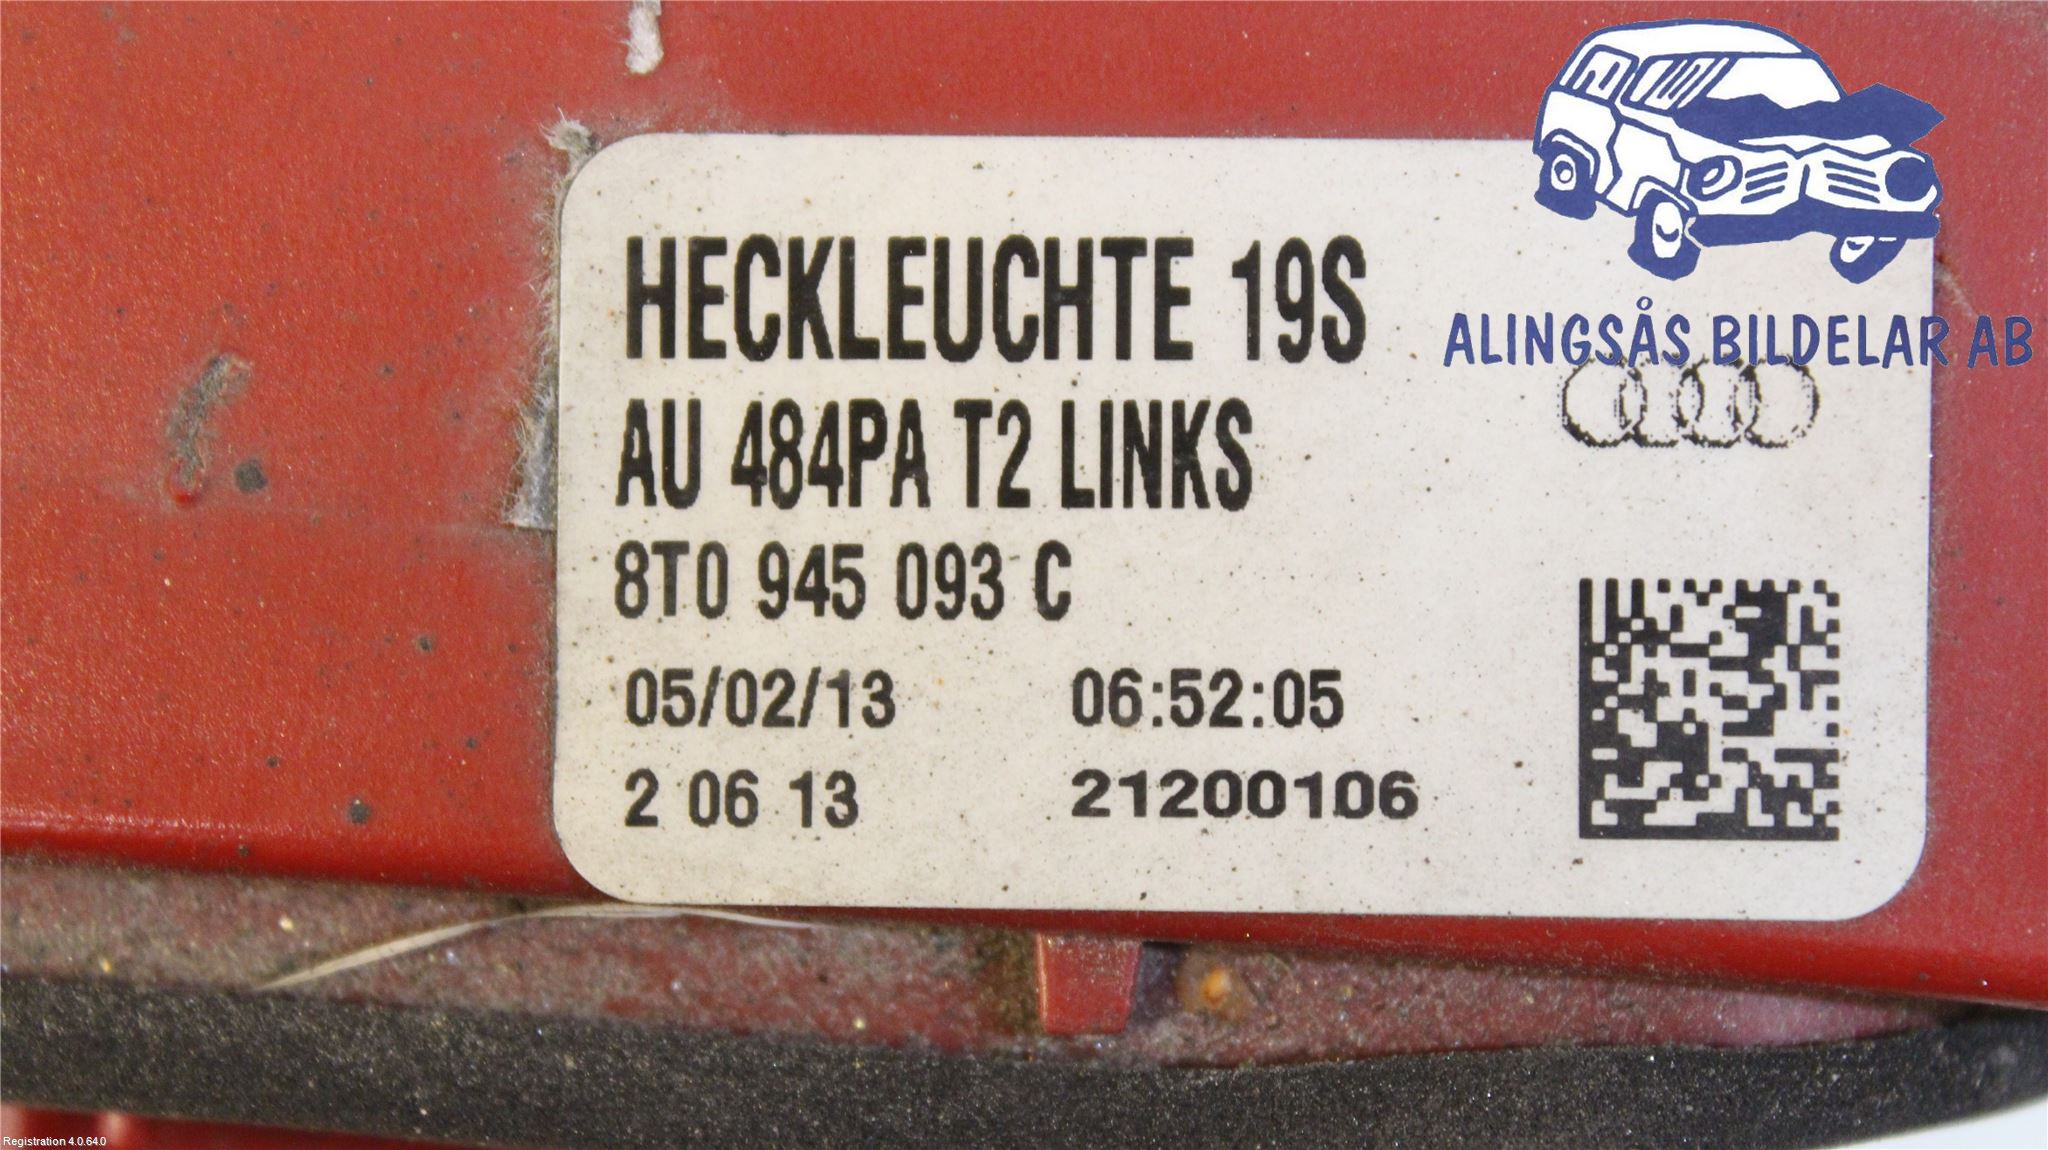 ALINGSÅS BILDELAR AB
HECKLEUCHTE 19S
AU 484PA T2 LINKS
8T0 945 093 C
05/02/13 06:52:05
2 06 13 21200106
Registration 4.0.64.0